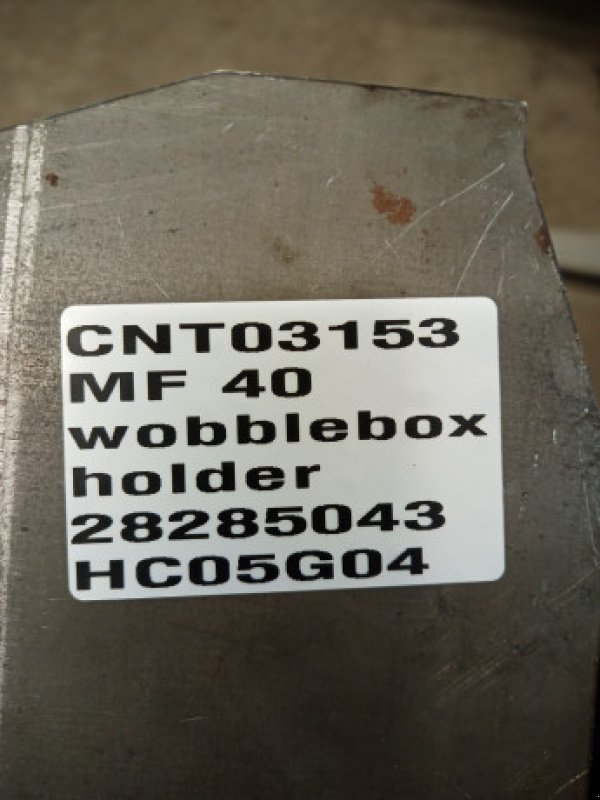 CNT03153
MF 40
wobblebox
holder
28285043
HC05G04